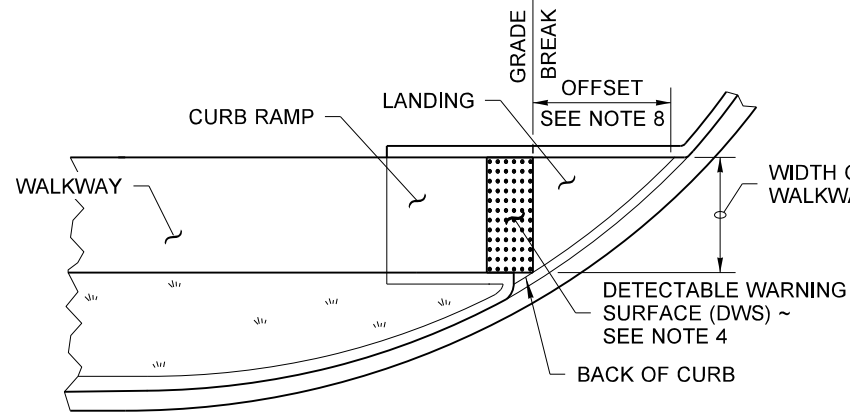 GRADE
BREAK
OFFSET
SEE NOTE 8
LANDING
CURB RAMP
WALKWAY
WIDTH
DETECTABLE WARNING
SURFACE (DWS) ~
SEE NOTE 4
BACK OF CURB